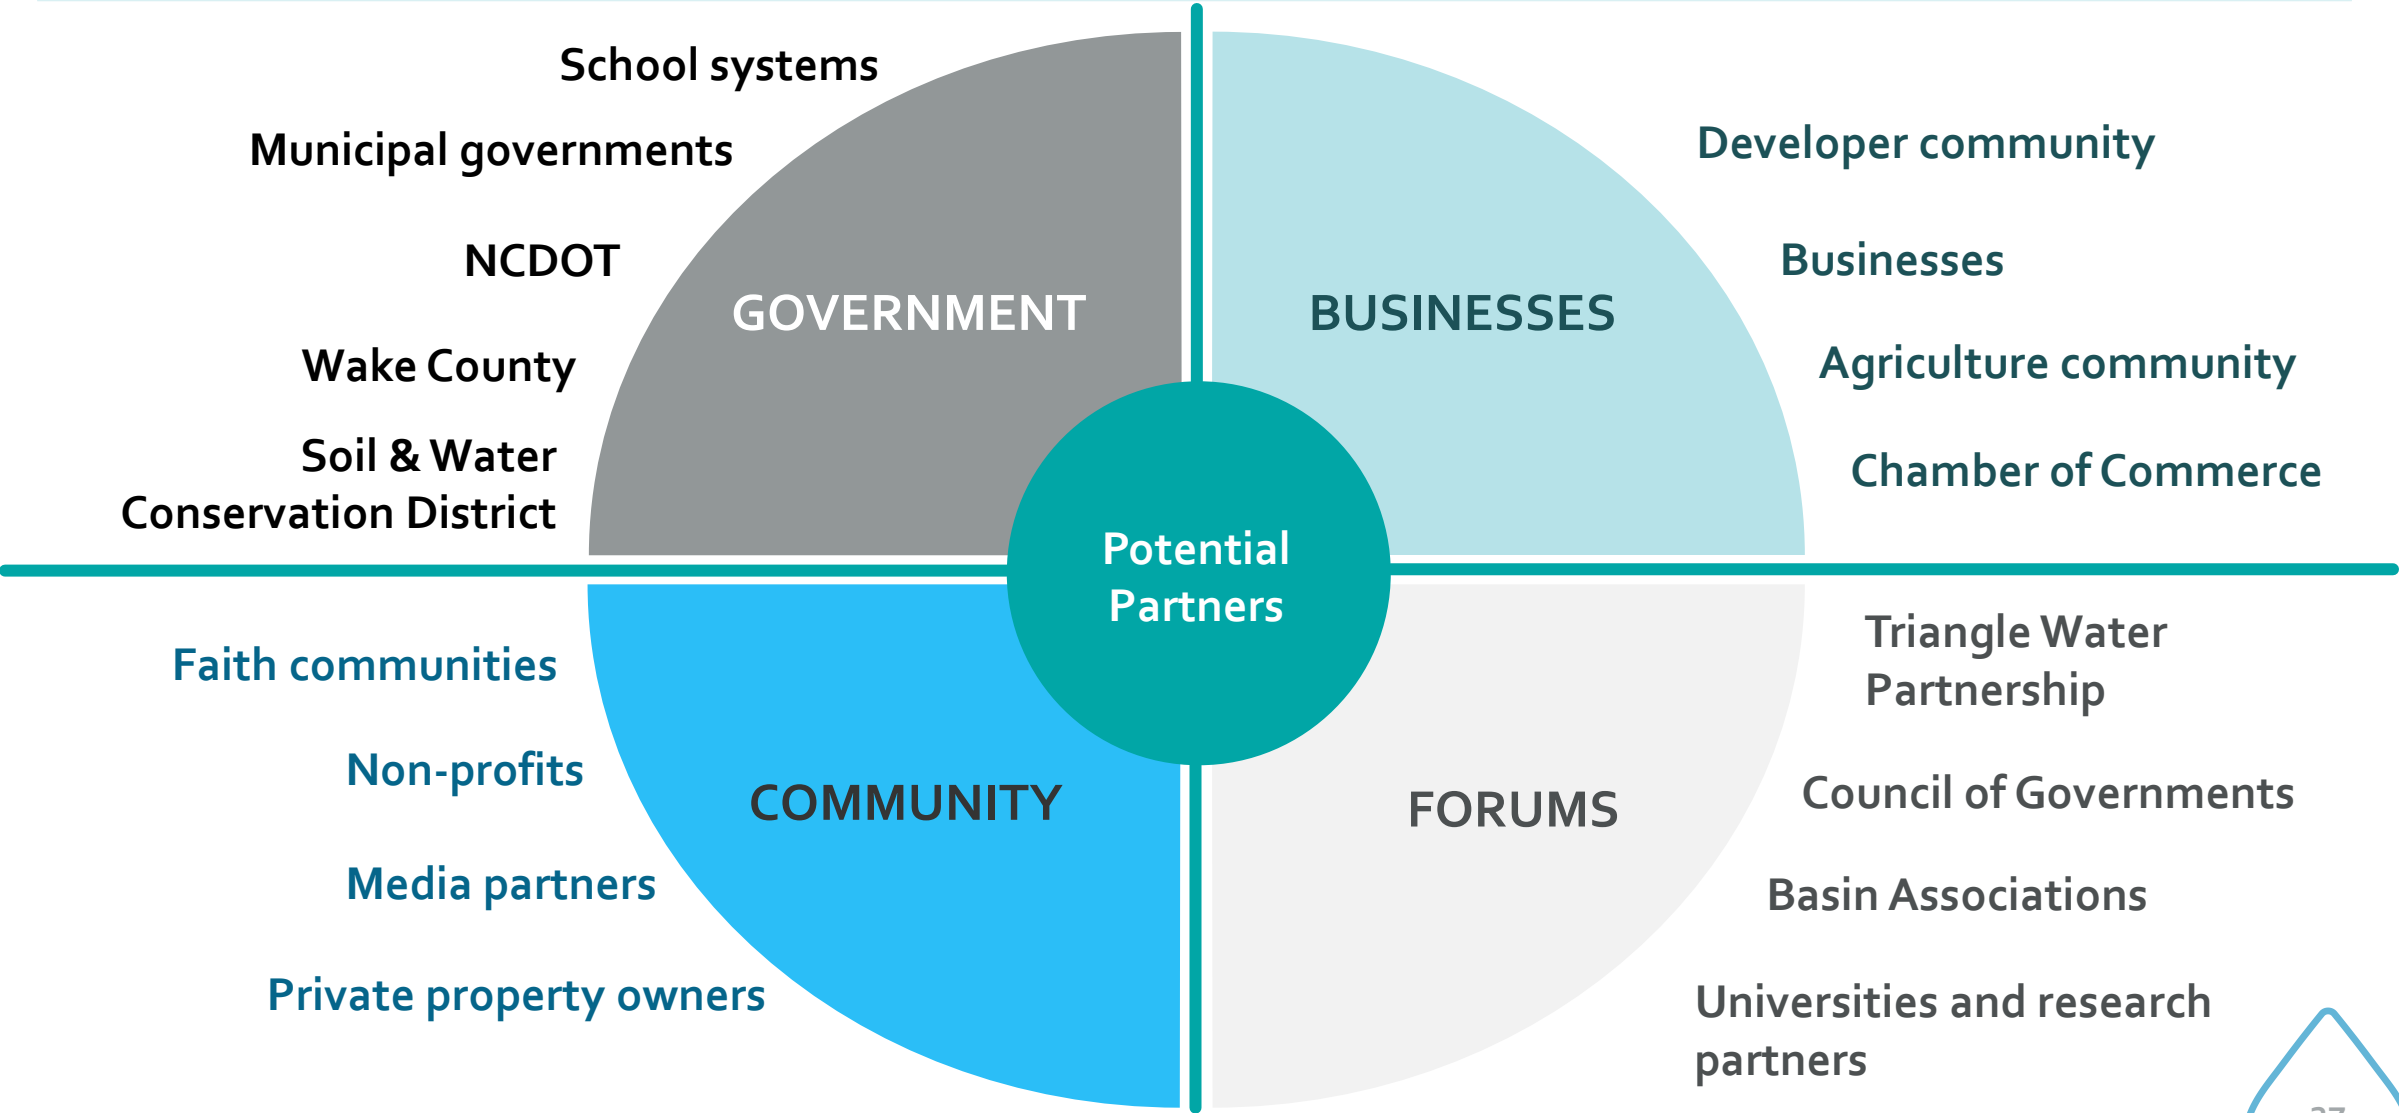 School systems
Municipal governments
NCDOT
Wake County
Soil & Water
Conservation District
GOVERNMENT
Developer community
Businesses
Agriculture community
Chamber of Commerce
BUSINESSES
Potential
Partners
Faith communities
Non-profits
Media partners
Private property owners
COMMUNITY
Triangle Water
Partnership
Council of Governments
Basin Associations
Universities and research
partners
FORUMS